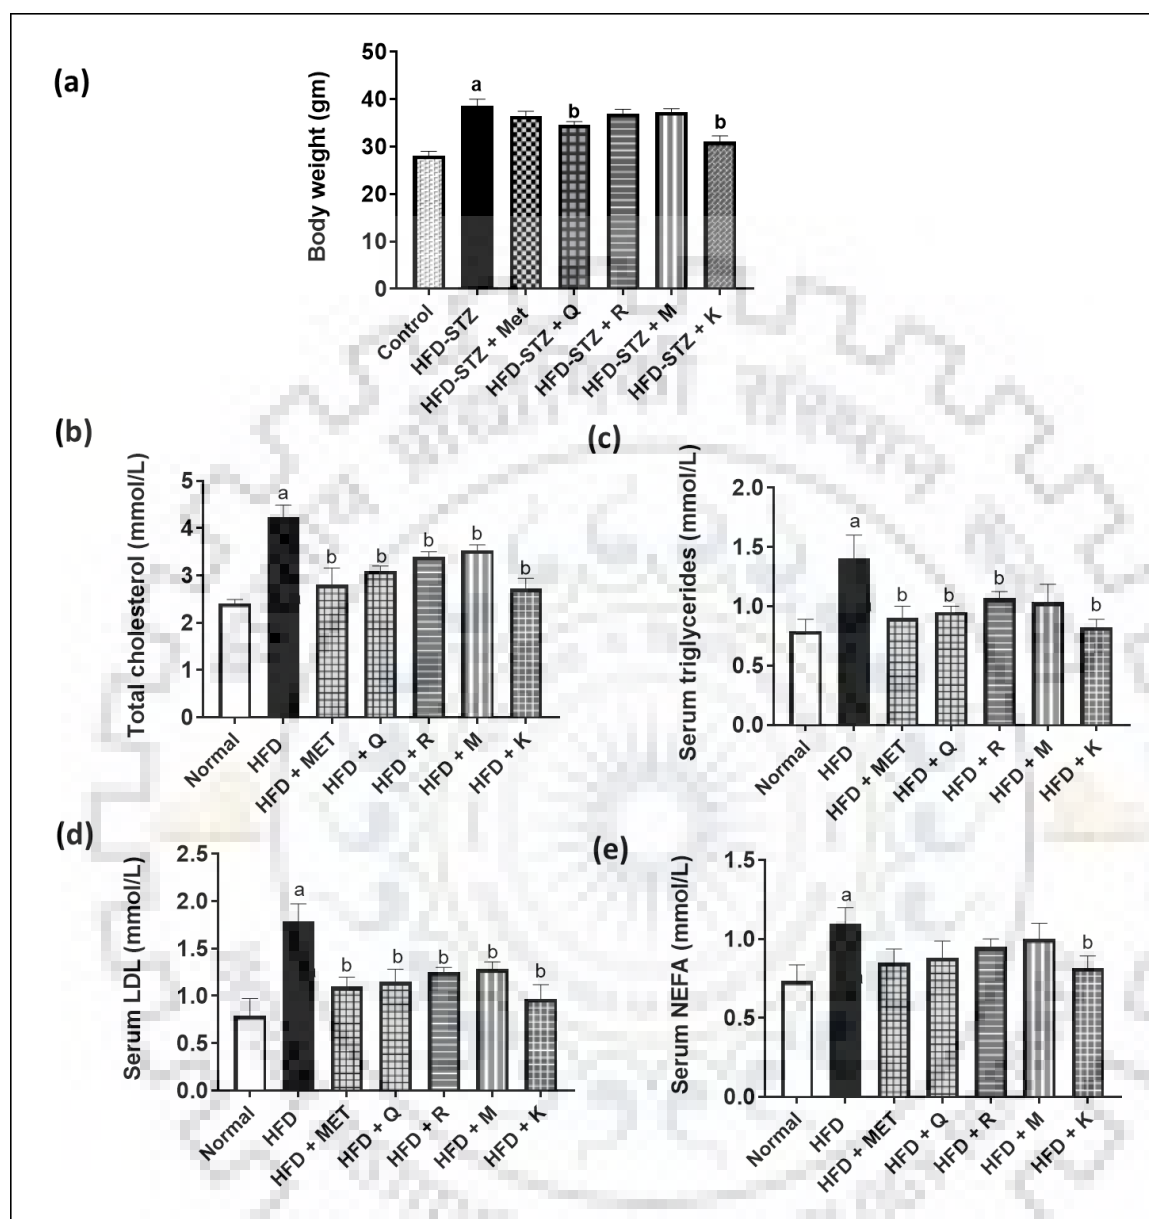 (a)
Body weight (gm)
50
40
30
20
10
0
a
b
b
Control
HFD-STZ
HFD-STZ + Met
HFD-STZ + Q
HFD-STZ + R
HFD-STZ + M
HFD-STZ + K
(b)
Total cholesterol (mmol/L)
5
4
3
2
1
0
a
b
b
b
b
b
Normal
HFD
HFD + MET
HFD + Q
HFD + R
HFD + M
HFD + K
(c)
Serum triglycerides (mmol/L)
2.0
1.5
1.0
0.5
0.0
a
b
b
b
b
Normal
HFD
HFD + MET
HFD + Q
HFD + R
HFD + M
HFD + K
(d)
Serum LDL (mmol/L)
2.5
2.0
1.5
1.0
0.5
0.0
a
b
b
b
b
b
Normal
HFD
HFD + MET
HFD + Q
HFD + R
HFD + M
HFD + K
(e)
Serum NEFA (mmol/L)
1.5
1.0
0.5
0.0
a
b
Normal
HFD
HFD + MET
HFD + Q
HFD + R
HFD + M
HFD + K